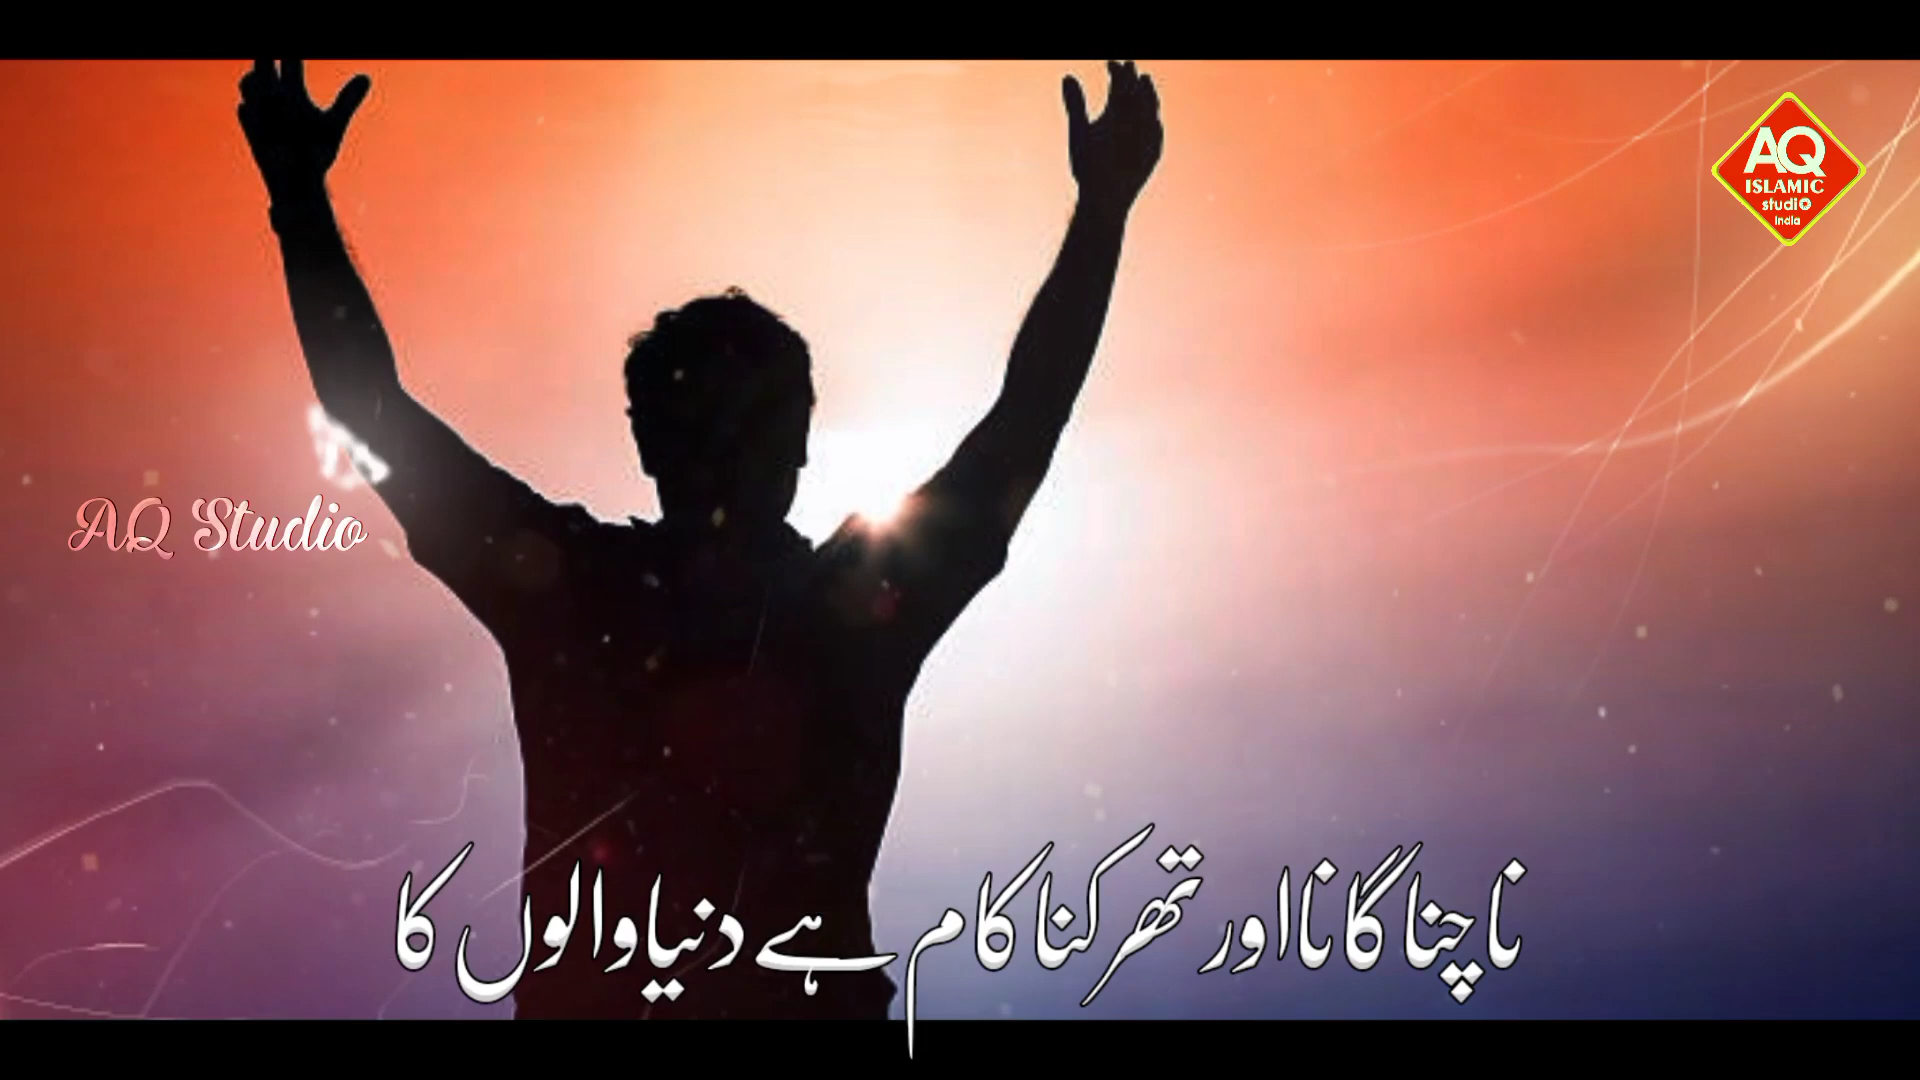 AQ
ISLAMIC
studio
India
AQ Studio
ناچنا گانا اور تھرکنا کام ہے دنیا والوں کا